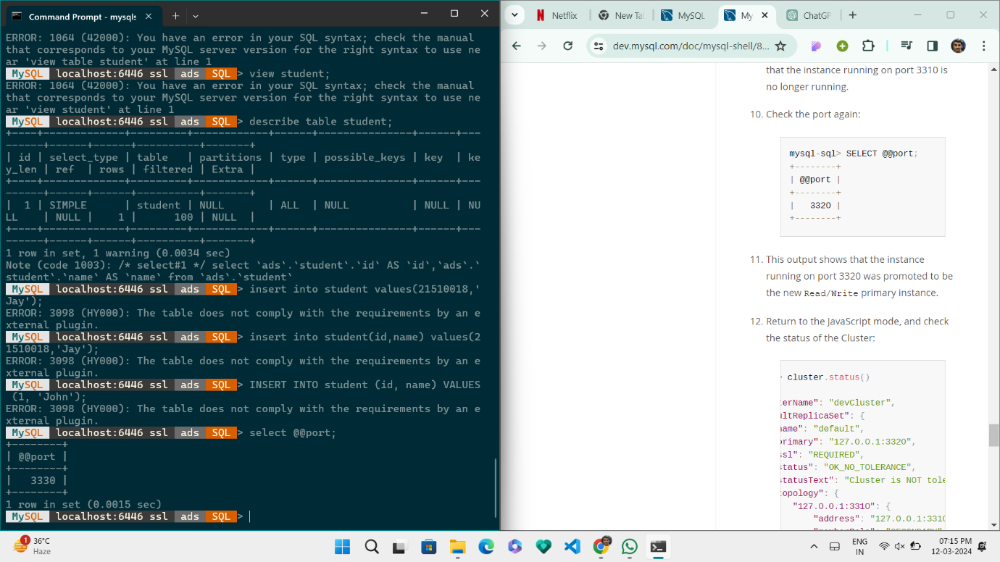 Command Prompt - mysqls
ERROR: 1064 (42000): You have an error in your SQL syntax; check the manual
that corresponds to your MySQL server version for the right syntax to use ne
ar 'view table student' at line 1
MySQL localhost:6446 ssl ads SQL > view student;
ERROR: 1064 (42000): You have an error in your SQL syntax; check the manual
that corresponds to your MySQL server version for the right syntax to use ne
ar 'view student' at line 1
MySQL localhost:6446 ssl ads SQL > describe table student;
+----+-------------+---------+------------+------+---------------+------+---
------+------+------+----------+-------+
| id | select_type | table   | partitions | type | possible_keys | key  | ke
y_len | ref  | rows | filtered | Extra |
+----+-------------+---------+------------+------+---------------+------+---
------+------+------+----------+-------+
|  1 | SIMPLE      | student | NULL       | ALL  | NULL          | NULL | NU
LL    | NULL |    1 |      100 | NULL  |
+----+-------------+---------+------------+------+---------------+------+---
------+------+------+----------+-------+
1 row in set, 1 warning (0.0034 sec)
Note (code 1003): /* select#1 */ select `ads`.`student`.`id` AS `id`,`ads`.`
student`.`name` AS `name` from `ads`.`student`
MySQL localhost:6446 ssl ads SQL > insert into student values(21510018,'
Jay');
ERROR: 3098 (HY000): The table does not comply with the requirements by an e
xternal plugin.
MySQL localhost:6446 ssl ads SQL > insert into student(id,name) values(2
1510018,'Jay');
ERROR: 3098 (HY000): The table does not comply with the requirements by an e
xternal plugin.
MySQL localhost:6446 ssl ads SQL > INSERT INTO student (id, name) VALUES
(1, 'John');
ERROR: 3098 (HY000): The table does not comply with the requirements by an e
xternal plugin.
MySQL localhost:6446 ssl ads SQL > select @@port;
+--------+
| @@port |
+--------+
|   3330 |
+--------+
1 row in set (0.0015 sec)
MySQL localhost:6446 ssl ads SQL >
Netflix
New Ta
MySQL
My
ChatGP
dev.mysql.com/doc/mysql-shell/8...
that the instance running on port 3310 is
no longer running.
10. Check the port again:
mysql-sql> SELECT @@port;
+--------+
| @@port |
+--------+
|   3320 |
+--------+
11. This output shows that the instance
running on port 3320 was promoted to be
the new Read/Write primary instance.
12. Return to the JavaScript mode, and check
the status of the Cluster:
> cluster.status()
terName": "devCluster",
ultReplicaSet": {
name": "default",
primary": "127.0.0.1:3320",
ssl": "REQUIRED",
status": "OK_NO_TOLERANCE",
statusText": "Cluster is NOT tole
topology": {
"127.0.0.1:3310": {
"address": "127.0.0.1:3310
1
36°C
Haze
ENG
IN
07:15 PM
12-03-2024